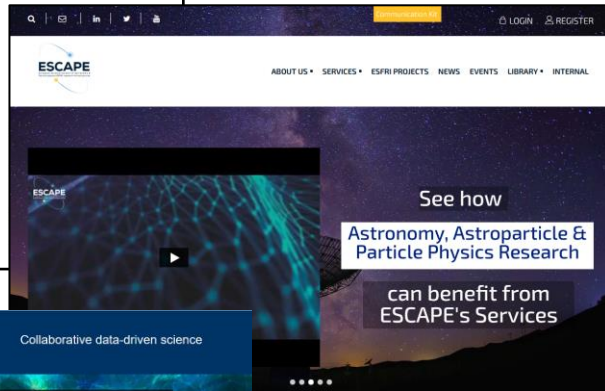 Communication Kit
LOGIN REGISTER
ESCAPE
ABOUT US SERVICES ESFRI PROJECTS NEWS EVENTS LIBRARY INTERNAL
ESCAPE
See how
Astronomy, Astroparticle &
Particle Physics Research
can benefit from
ESCAPE's Services
Collaborative data-driven science